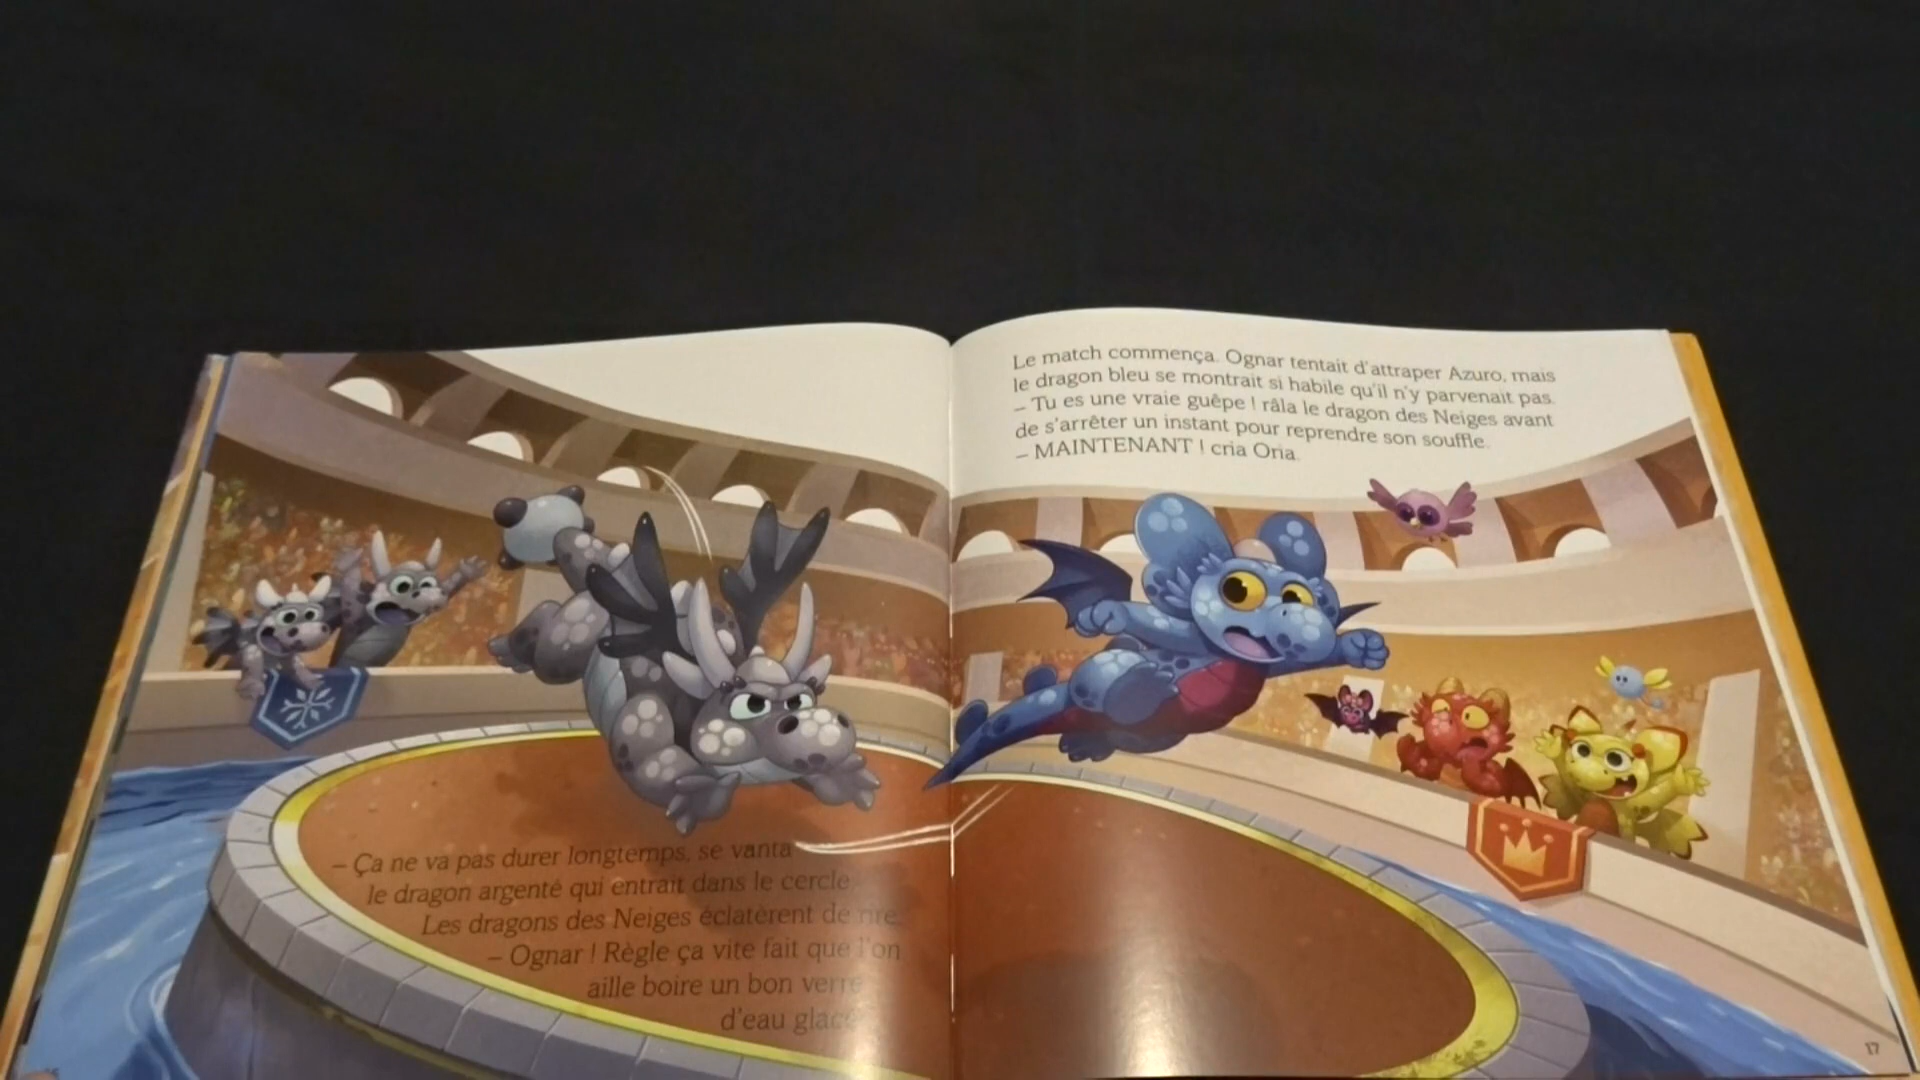 – Ça ne va pas durer longtemps, se vanta
le dragon argenté qui entrait dans le cercle.
Les dragons des Neiges éclatèrent de rire.
– Ognar ! Règle ça vite fait que l'on
aille boire un bon verre
d'eau glacé
Le match commença. Ognar tentait d'attraper Azuro, mais
le dragon bleu se montrait si habile qu'il n'y parvenait pas.
– Tu es une vraie guêpe ! râla le dragon des Neiges avant
de s'arrêter un instant pour reprendre son souffle.
– MAINTENANT ! cria Oria.
17